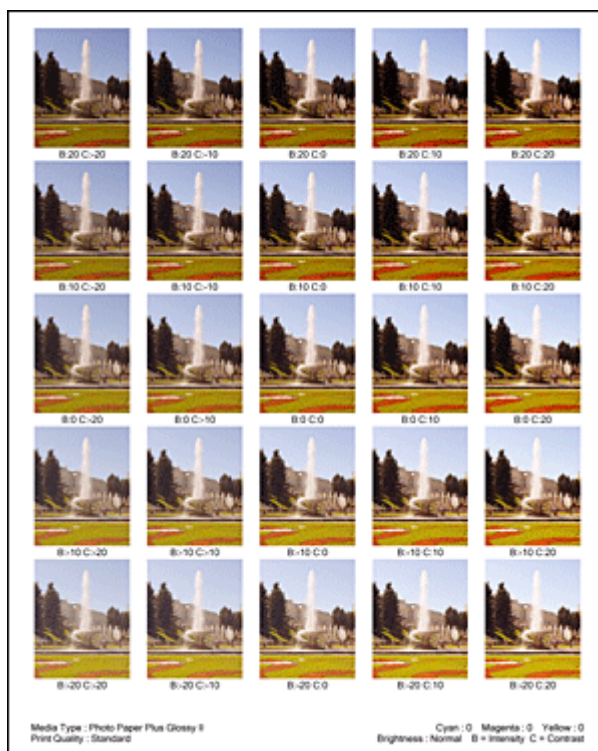 B:20 C:-20 B:20 C:-10 B:20 C:0 B:20 C:10 B:20 C:20
B:10 C:-20 B:10 C:-10 B:10 C:0 B:10 C:10 B:10 C:20
B:0 C:-20 B:0 C:-10 B:0 C:0 B:0 C:10 B:0 C:20
B:-10 C:-20 B:-10 C:-10 B:-10 C:0 B:-10 C:10 B:-10 C:20
B:-20 C:-20 B:-20 C:-10 B:-20 C:0 B:-20 C:10 B:-20 C:20
Media Type : Photo Paper Plus Glossy II Cyan : 0 Magenta : 0 Yellow : 0
Print Quality : Standard Brightness : Normal B = Intensity C = Contrast